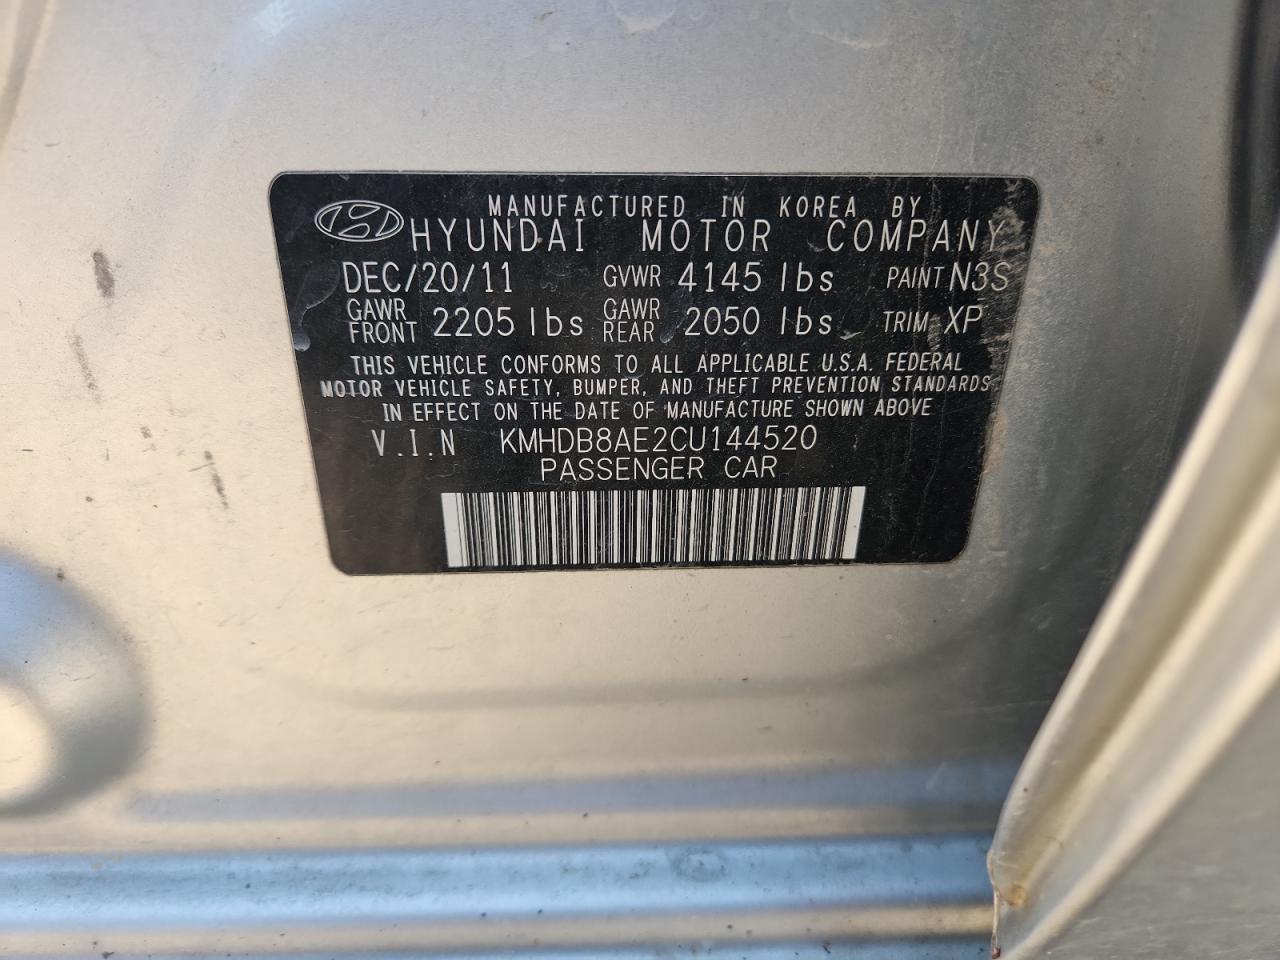 MANUFACTURED IN KOREA BY
HYUNDAI MOTOR COMPANY
DEC/20/11 GVWR 4145 lbs PAINT N3S
GAWR FRONT 2205 lbs GAWR REAR 2050 lbs TRIM XP
THIS VEHICLE CONFORMS TO ALL APPLICABLE U.S.A. FEDERAL
MOTOR VEHICLE SAFETY, BUMPER, AND THEFT PREVENTION STANDARDS
IN EFFECT ON THE DATE OF MANUFACTURE SHOWN ABOVE
V.I.N KMHDB8AE2CU144520
PASSENGER CAR